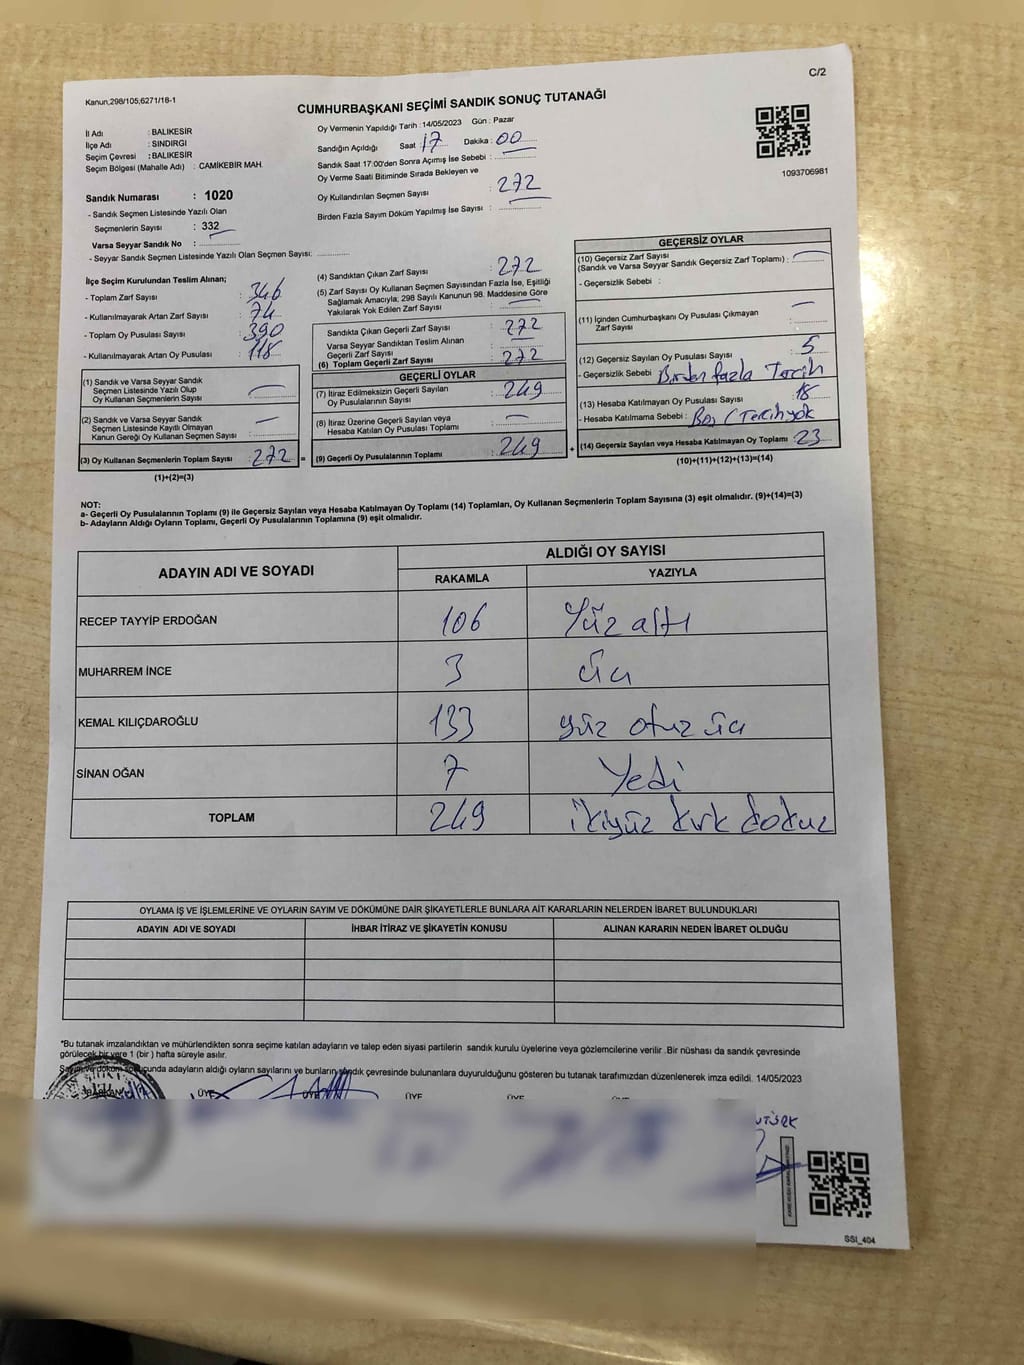 C/2
Kanun,298/105,6271/18-1
CUMHURBAŞKANI SEÇİMİ SANDIK SONUÇ TUTANAĞI
İl Adı : BALIKESİR
İlçe Adı : SINDIRGI
Seçim Çevresi : BALIKESİR
Seçim Bölgesi (Mahalle Adı) : CAMİKEBİR MAH.
Sandık Numarası : 1020
- Sandık Seçmen Listesinde Yazılı Olan
Seçmenlerin Sayısı : 332
Varsa Seyyar Sandık No :
- Seyyar Sandık Seçmen Listesinde Yazılı Olan Seçmen Sayısı:
Oy Vermenin Yapıldığı Tarih : 14/05/2023 Gün : Pazar
Sandığın Açıldığı Saat 17 Dakika : 00
Sandık Saat 17:00'den Sonra Açımış İse Sebebi :
Oy Verme Saati Bitiminde Sırada Bekleyen ve
Oy Kullandırılan Seçmen Sayısı : 272
Birden Fazla Sayım Döküm Yapılmış İse Sayısı :
1093706981
İlçe Seçim Kurulundan Teslim Alınan;
- Toplam Zarf Sayısı : 346
- Kullanılmayarak Artan Zarf Sayısı : 74
- Toplam Oy Pusulası Sayısı : 390
- Kullanılmayarak Artan Oy Pusulası : 118
(1) Sandık ve Varsa Seyyar Sandık
Seçmen Listesinde Yazılı Olup
Oy Kullanan Seçmenlerin Sayısı :
(2) Sandık ve Varsa Seyyar Sandık
Seçmen Listesinde Kayıtlı Olmayan
Kanun Gereği Oy Kullanan Seçmen Sayısı :
(3) Oy Kullanan Seçmenlerin Toplam Sayısı : 272 =
(1)+(2)=(3)
(4) Sandıktan Çıkan Zarf Sayısı : 272
(5) Zarf Sayısı Oy Kullanan Seçmen Sayısından Fazla İse, Eşitliği
Sağlamak Amacıyla; 298 Sayılı Kanunun 98. Maddesine Göre
Yakılarak Yok Edilen Zarf Sayısı :
Sandıkta Çıkan Geçerli Zarf Sayısı : 272
Varsa Seyyar Sandıktan Teslim Alınan
Geçerli Zarf Sayısı :
(6) Toplam Geçerli Zarf Sayısı : 272
GEÇERLİ OYLAR
(7) İtiraz Edilmeksizin Geçerli Sayılan
Oy Pusulalarının Sayısı : 249
(8) İtiraz Üzerine Geçerli Sayılan veya
Hesaba Katılan Oy Pusulası Toplamı :
(9) Geçerli Oy Pusulalarının Toplamı : 249 +
GEÇERSİZ OYLAR
(10) Geçersiz Zarf Sayısı
(Sandık ve Varsa Seyyar Sandık Geçersiz Zarf Toplamı) :
- Geçersizlik Sebebi :
(11) İçinden Cumhurbaşkanı Oy Pusulası Çıkmayan
Zarf Sayısı :
(12) Geçersiz Sayılan Oy Pusulası Sayısı : 5
- Geçersizlik Sebebi : Birden fazla Tercih
(13) Hesaba Katılmayan Oy Pusulası Sayısı : 18
- Hesaba Katılmama Sebebi : Boş (Tercih yok
(14) Geçersiz Sayılan veya Hesaba Katılmayan Oy Toplamı : 23
(10)+(11)+(12)+(13)=(14)
NOT:
a- Geçerli Oy Pusulalarının Toplamı (9) ile Geçersiz Sayılan veya Hesaba Katılmayan Oy Toplamı (14) Toplamları, Oy Kullanan Seçmenlerin Toplam Sayısına (3) eşit olmalıdır. (9)+(14)=(3)
b- Adayların Aldığı Oyların Toplamı, Geçerli Oy Pusulalarının Toplamına (9) eşit olmalıdır.
ADAYIN ADI VE SOYADI
ALDIĞI OY SAYISI
RAKAMLA YAZIYLA
RECEP TAYYİP ERDOĞAN 106 Yüz altı
MUHARREM İNCE 3 üç
KEMAL KILIÇDAROĞLU 133 yüz otuz üç
SİNAN OĞAN 7 Yedi
TOPLAM 249 ikiyüz kırk dokuz
OYLAMA İŞ VE İŞLEMLERİNE VE OYLARIN SAYIM VE DÖKÜMÜNE DAİR ŞİKAYETLERLE BUNLARA AİT KARARLARIN NELERDEN İBARET BULUNDUKLARI
ADAYIN ADI VE SOYADI İHBAR İTİRAZ VE ŞİKAYETİN KONUSU ALINAN KARARIN NEDEN İBARET OLDUĞU
*Bu tutanak imzalandıktan ve mühürlendikten sonra seçime katılan adayların ve talep eden siyasi partilerin sandık kurulu üyelerine veya gözlemcilerine verilir .Bir nüshası da sandık çevresinde
görülecek bir yere 1 (bir ) hafta süreyle asılır.
Sayım ve döküm sonucunda adayların aldığı oyların sayılarını ve bunların sandık çevresinde bulunanlara duyurulduğunu gösteren bu tutanak tarafımızdan düzenlenerek imza edildi. 14/05/2023
BAŞKAN ÜYE ÜYE ÜYE ÜYE
SSI_404